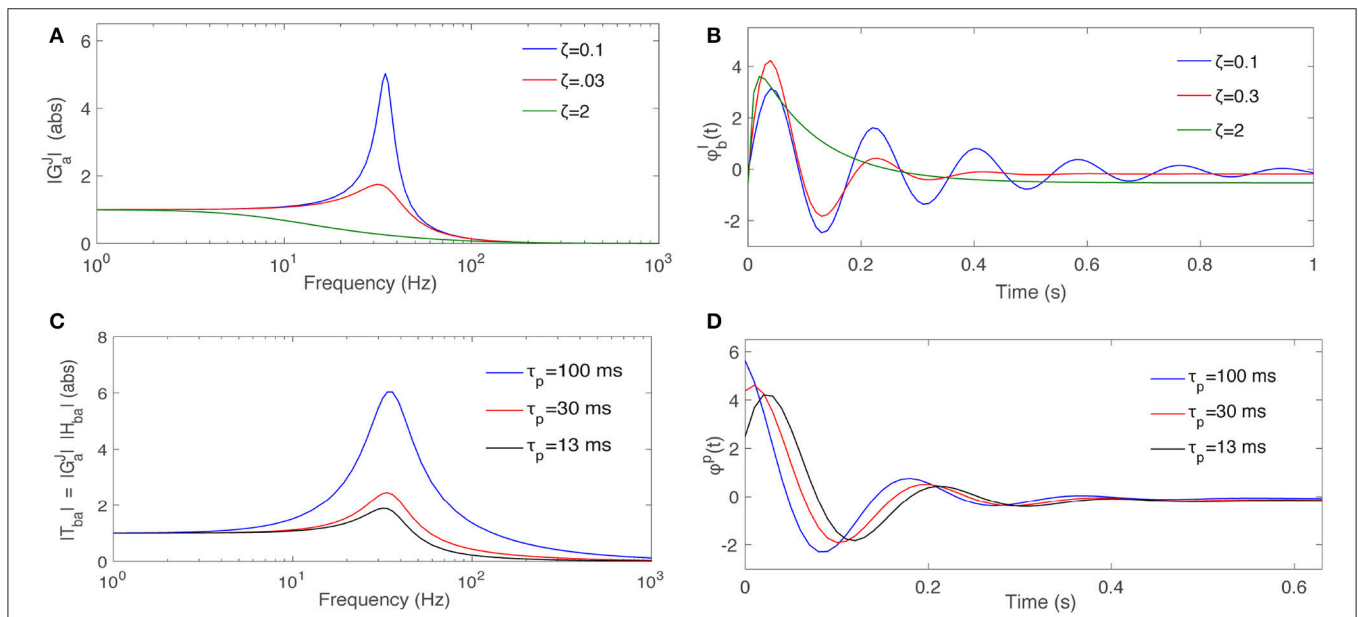 A
|G_a^J| (abs)
6
4
2
0
ζ=0.1
ζ=.03
ζ=2
10^0
10^1
10^2
10^3
Frequency (Hz)
B
φ_b^I(t)
4
2
0
-2
ζ=0.1
ζ=0.3
ζ=2
0
0.2
0.4
0.6
0.8
1
Time (s)
C
|T_ba| = |G_a^J| |H_ba| (abs)
8
6
4
2
0
τ_p=100 ms
τ_p=30 ms
τ_p=13 ms
10^0
10^1
10^2
10^3
Frequency (Hz)
D
φ^p(t)
6
4
2
0
-2
τ_p=100 ms
τ_p=30 ms
τ_p=13 ms
0
0.2
0.4
0.6
Time (s)